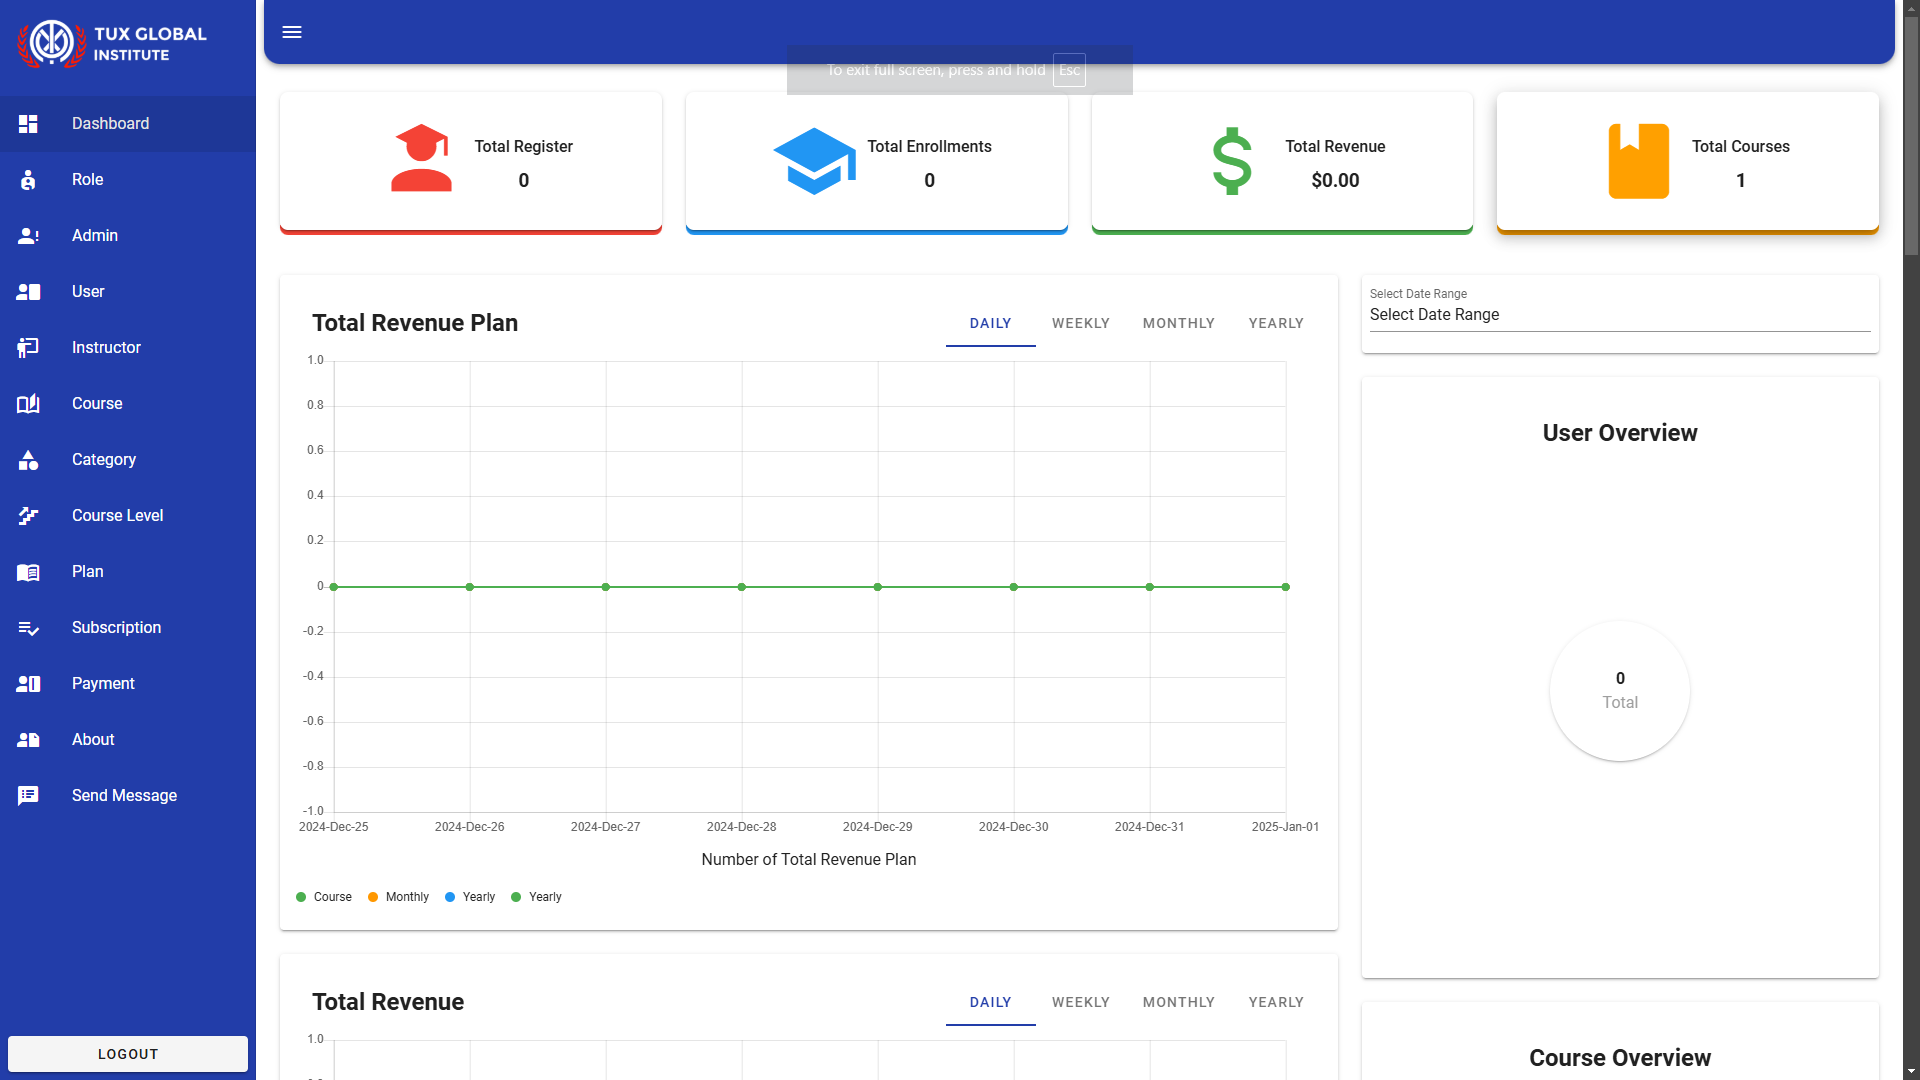 TUX GLOBAL
INSTITUTE
Dashboard
Role
Admin
User
Instructor
Course
Category
Course Level
Plan
Subscription
Payment
About
Send Message
LOGOUT
To exit full screen, press and hold Esc
Total Register
0
Total Enrollments
0
Total Revenue
$0.00
Total Courses
1
Total Revenue Plan
DAILY WEEKLY MONTHLY YEARLY
1.0
0.8
0.6
0.4
0.2
0
-0.2
-0.4
-0.6
-0.8
-1.0
2024-Dec-25 2024-Dec-26 2024-Dec-27 2024-Dec-28 2024-Dec-29 2024-Dec-30 2024-Dec-31 2025-Jan-01
Number of Total Revenue Plan
Course Monthly Yearly Yearly
Select Date Range
Select Date Range
User Overview
0
Total
Total Revenue
DAILY WEEKLY MONTHLY YEARLY
1.0
Course Overview